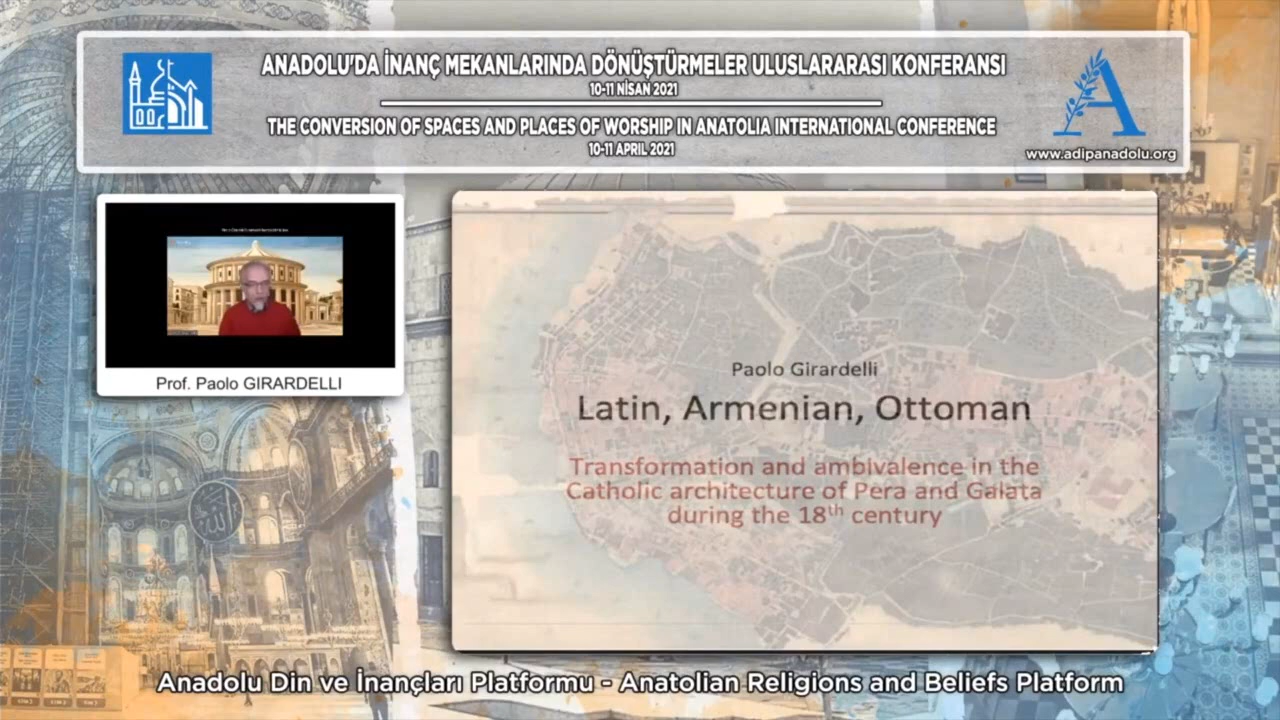 ANADOLU'DA İNANÇ MEKANLARINDA DÖNÜŞTÜRMELER ULUSLARARASI KONFERANSI
10-11 NİSAN 2021
THE CONVERSION OF SPACES AND PLACES OF WORSHIP IN ANATOLIA INTERNATIONAL CONFERENCE
10-11 APRIL 2021
www.adipanadolu.org
Prof. Paolo GIRARDELLI
Paolo Girardelli
Latin, Armenian, Ottoman
Transformation and ambivalence in the
Catholic architecture of Pera and Galata
during the 18th century
Anadolu Din ve İnançları Platformu - Anatolian Religions and Beliefs Platform